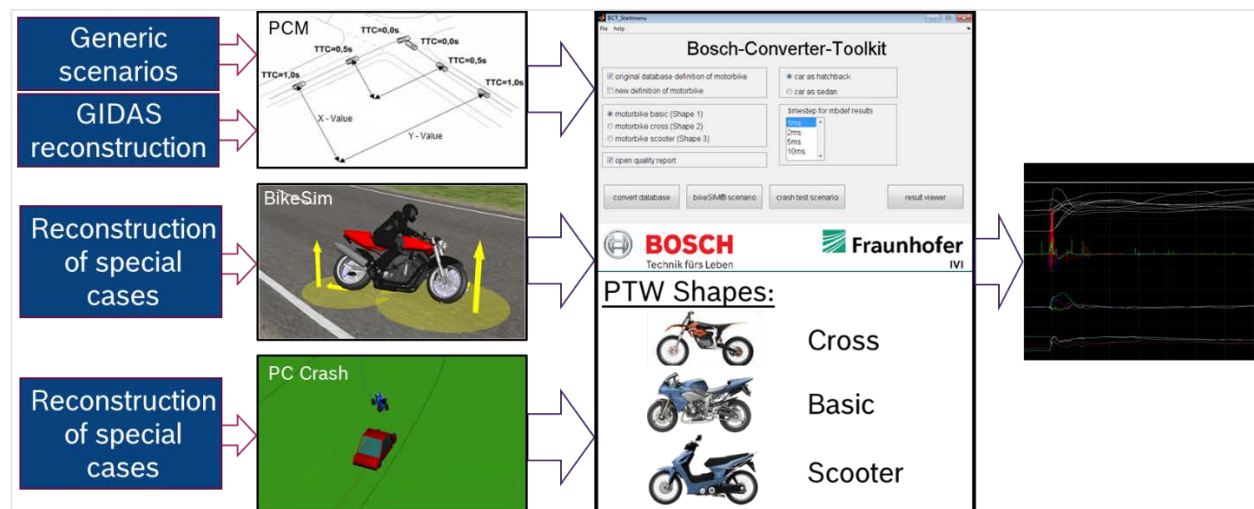 Generic
scenarios
GIDAS
reconstruction
Reconstruction
of special
cases
Reconstruction
of special
cases
PCM
TTC=0,0s
TTC=0,0s
TTC=0,5s
TTC=0,5s
TTC=1,0s
TTC=1,0s
X - Value
Y - Value
BikeSim
PC Crash
BCT_Startmenu
File help
Bosch-Converter-Toolkit
original database definition of motorbike
new definition of motorbike
car as hatchback
car as sedan
motorbike basic (Shape 1)
motorbike cross (Shape 2)
motorbike scooter (Shape 3)
timestep for mbdef results
1ms
2ms
5ms
10ms
open quality report
convert database
bikeSIM® scenario
crash test scenario
result viewer
BOSCH
Technik fürs Leben
Fraunhofer
IVI
PTW Shapes:
Cross
Basic
Scooter